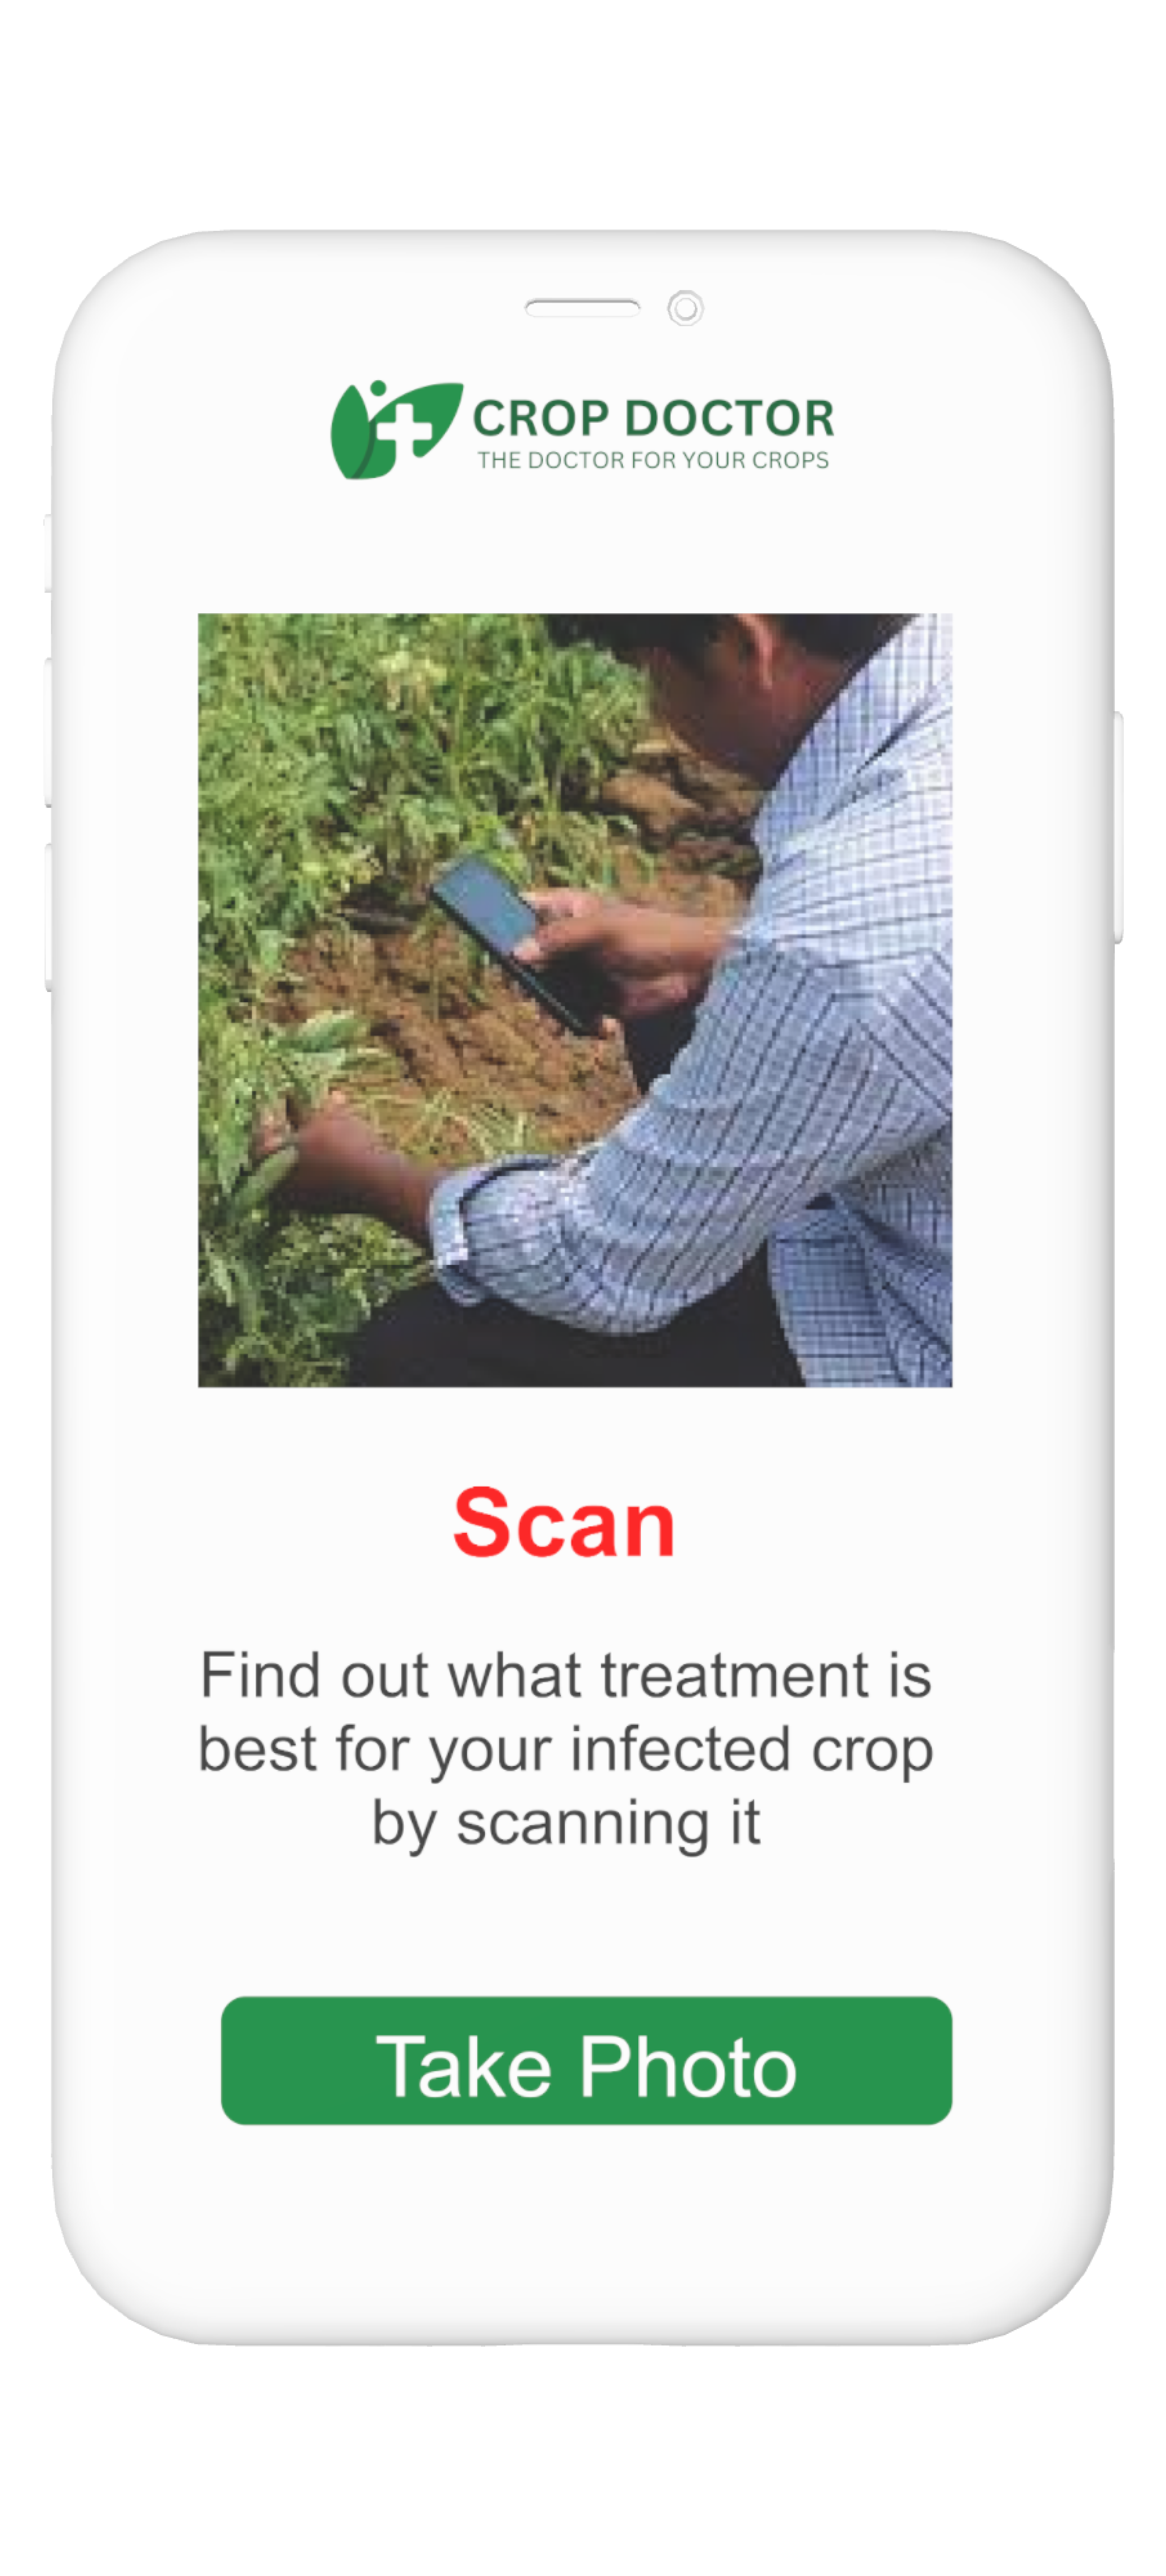 CROP DOCTOR
THE DOCTOR FOR YOUR CROPS
Scan
Find out what treatment is
best for your infected crop
by scanning it
Take Photo